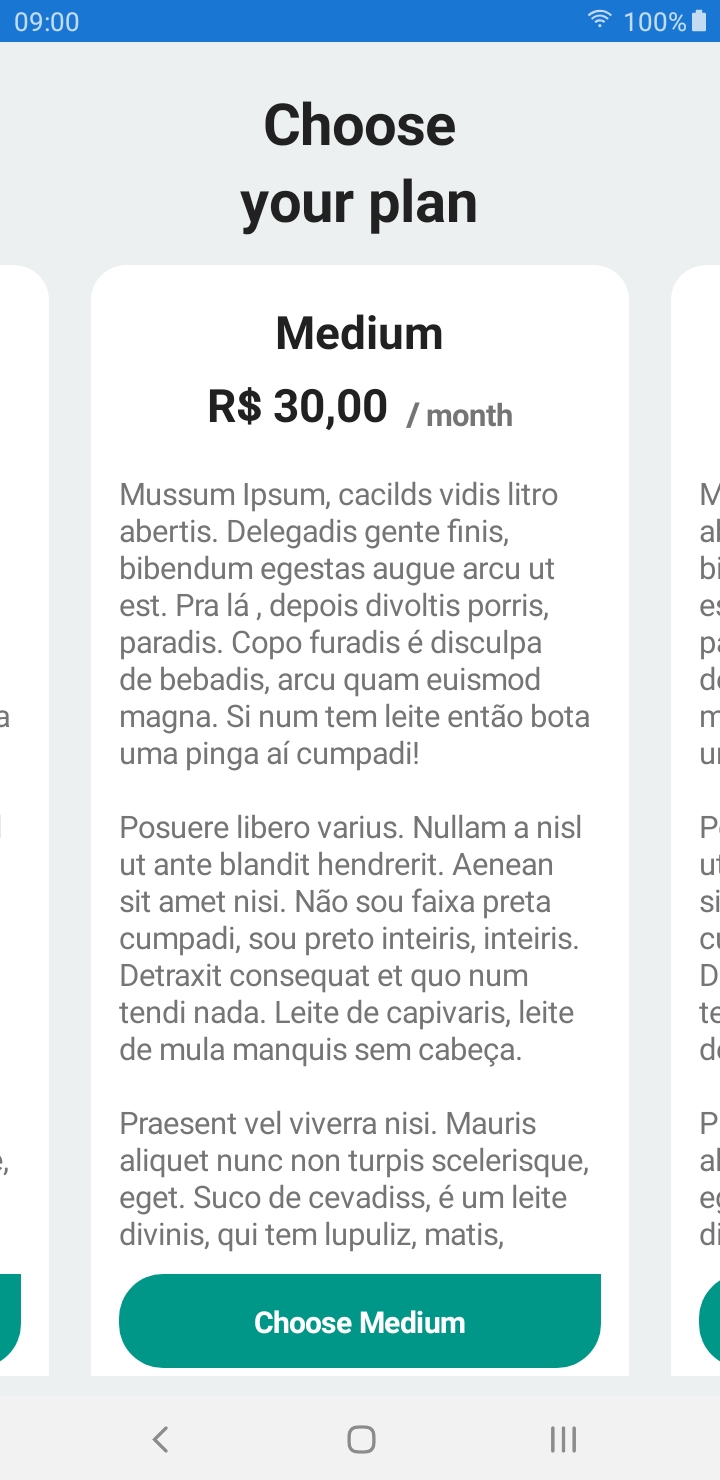 09:00
100%
Choose
your plan
Medium
R$ 30,00 / month
Mussum Ipsum, cacilds vidis litro
abertis. Delegadis gente finis,
bibendum egestas augue arcu ut
est. Pra lá , depois divoltis porris,
paradis. Copo furadis é disculpa
de bebadis, arcu quam euismod
magna. Si num tem leite então bota
uma pinga aí cumpadi!
Posuere libero varius. Nullam a nisl
ut ante blandit hendrerit. Aenean
sit amet nisi. Não sou faixa preta
cumpadi, sou preto inteiris, inteiris.
Detraxit consequat et quo num
tendi nada. Leite de capivaris, leite
de mula manquis sem cabeça.
Praesent vel viverra nisi. Mauris
aliquet nunc non turpis scelerisque,
eget. Suco de cevadiss, é um leite
divinis, qui tem lupuliz, matis,
Choose Medium